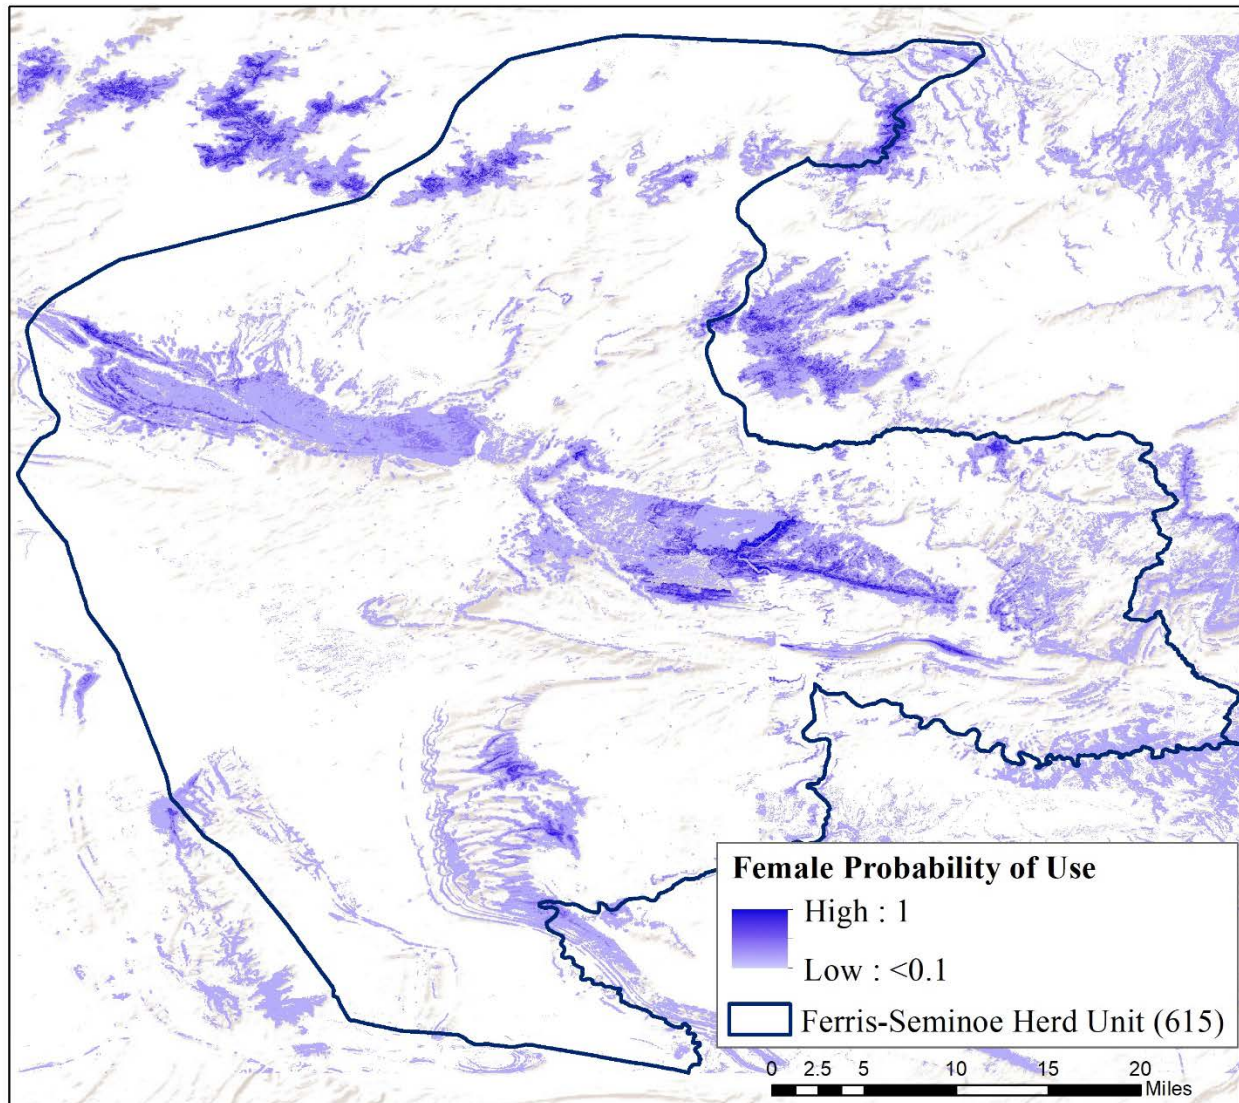 Female Probability of Use
High : 1
Low : <0.1
Ferris-Seminoe Herd Unit (615)
0 2.5 5 10 15 20
Miles